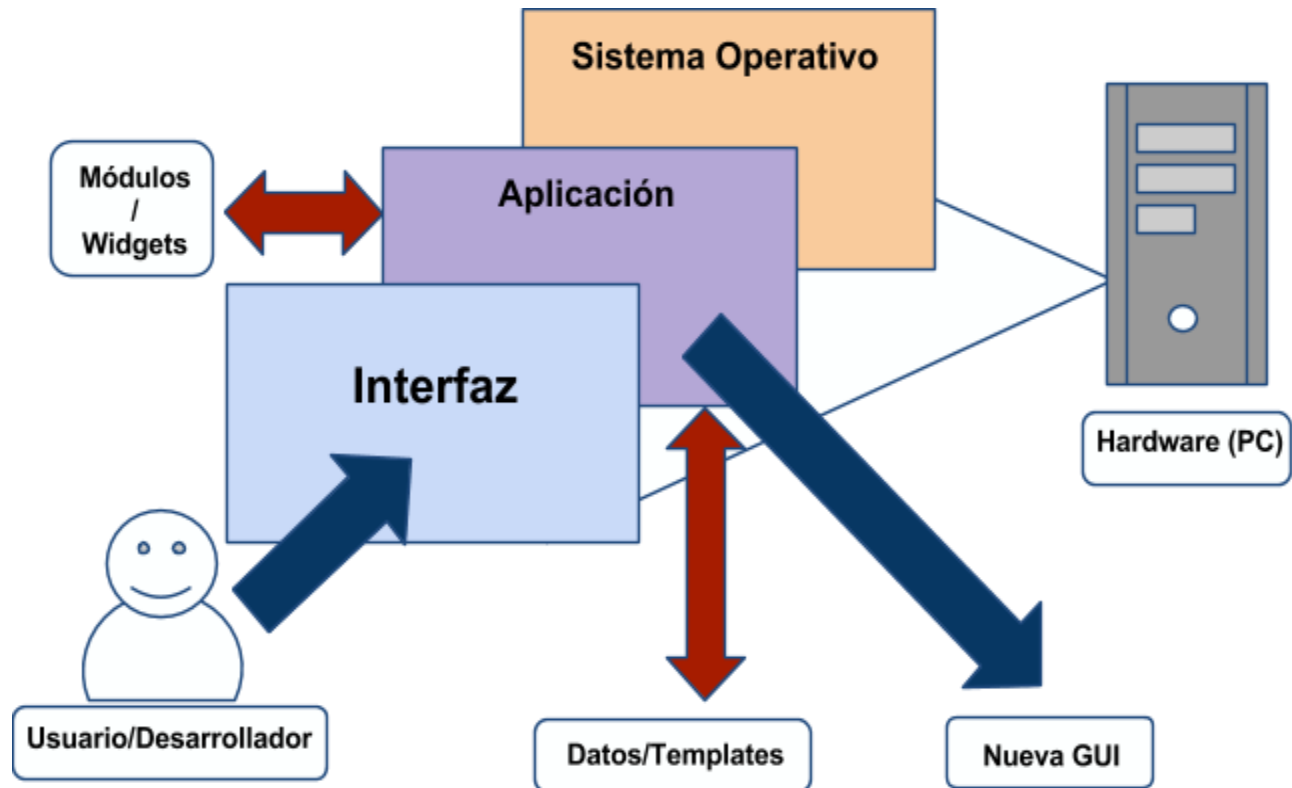 Sistema Operativo
Módulos
/
Widgets
Aplicación
Interfaz
Hardware (PC)
Usuario/Desarrollador
Datos/Templates
Nueva GUI